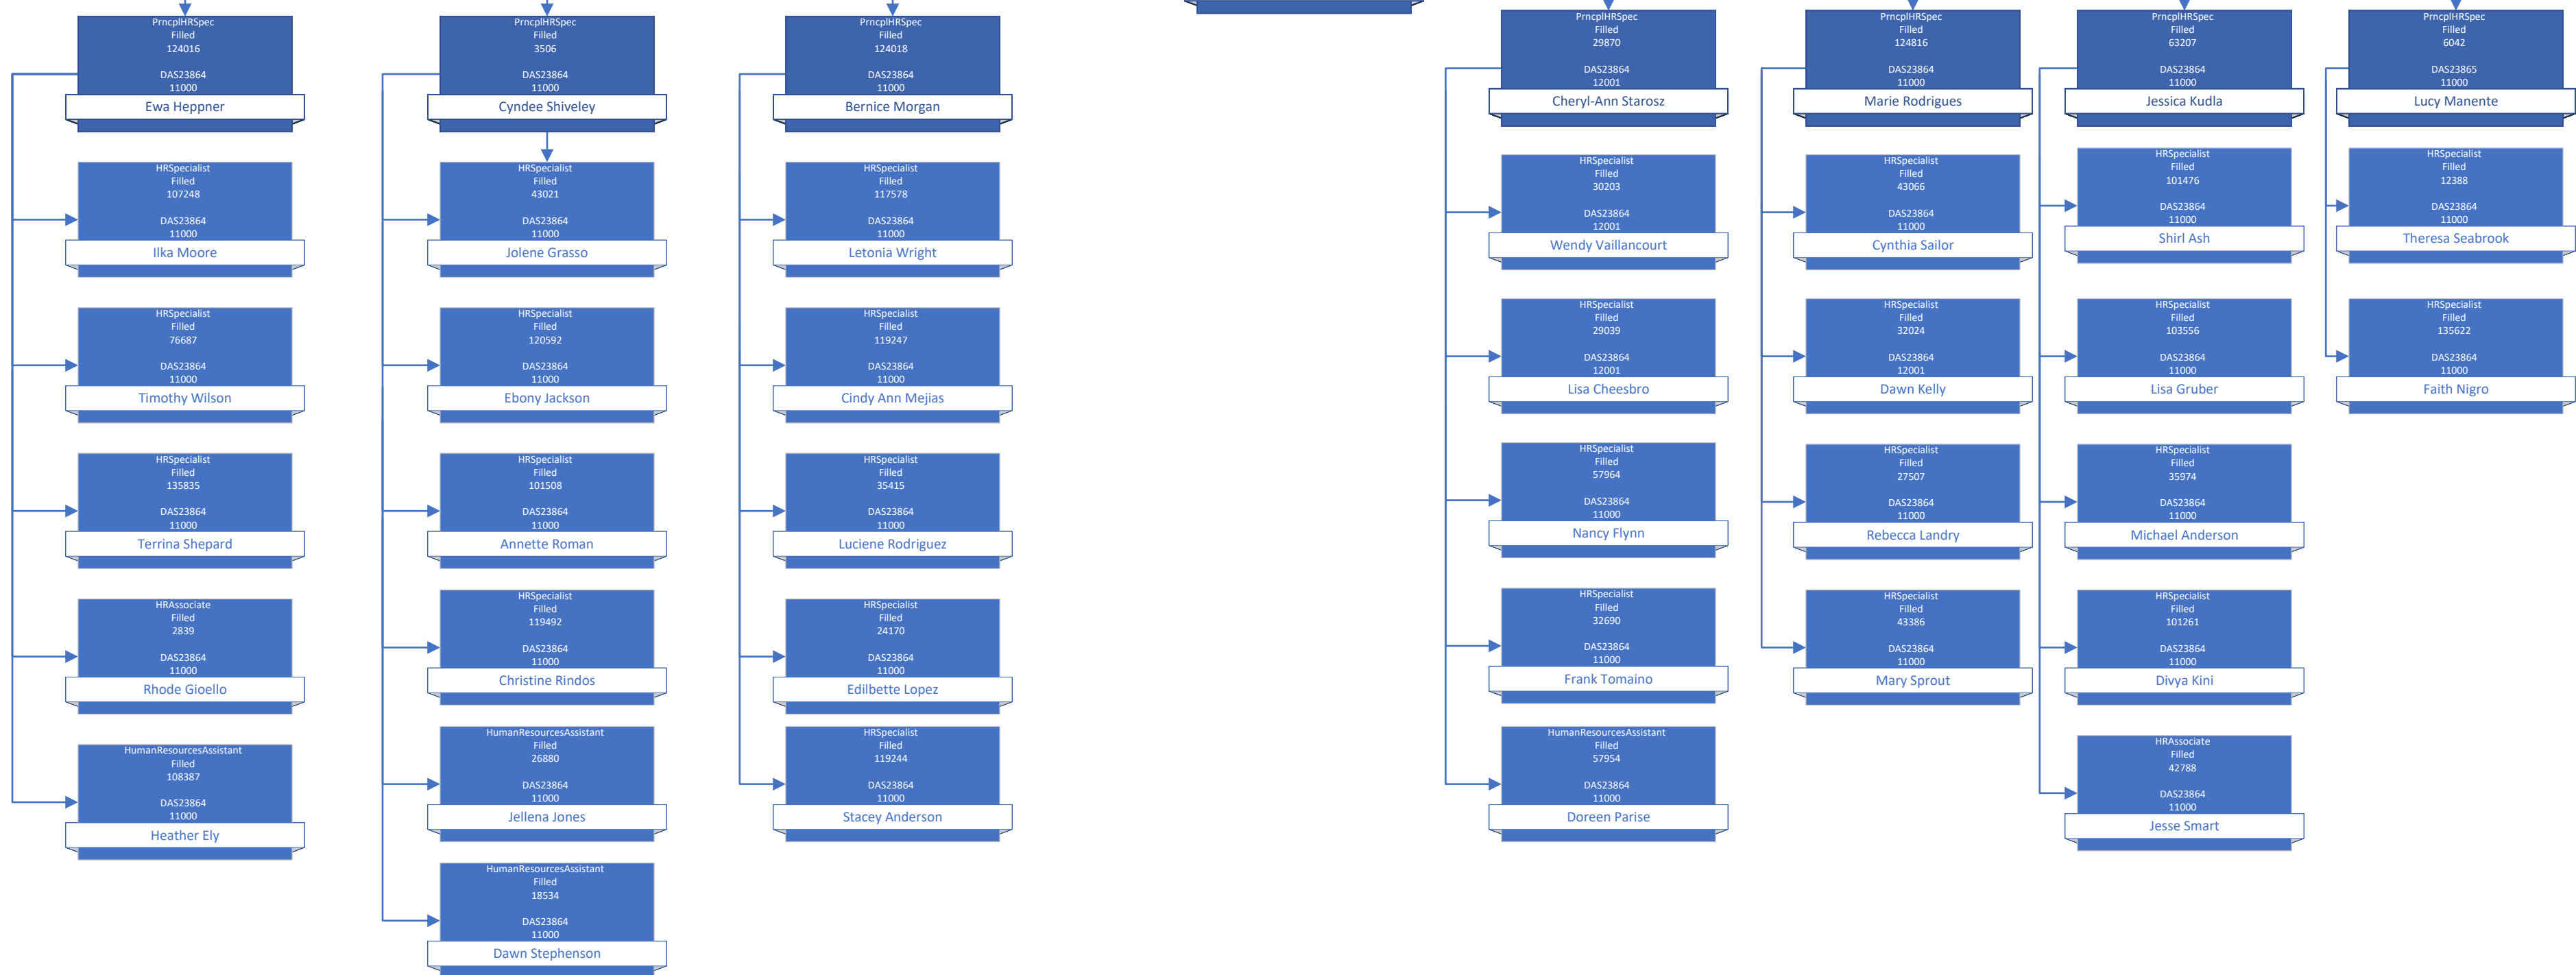 PrncplHRSpec
Filled
124016
DAS23864
11000
Ewa Heppner
HRSpecialist
Filled
107248
DAS23864
11000
Ilka Moore
HRSpecialist
Filled
76687
DAS23864
11000
Timothy Wilson
HRSpecialist
Filled
135835
DAS23864
11000
Terrina Shepard
HRAssociate
Filled
2839
DAS23864
11000
Rhode Gioello
HumanResourcesAssistant
Filled
108387
DAS23864
11000
Heather Ely
PrncplHRSpec
Filled
3506
DAS23864
11000
Cyndee Shiveley
HRSpecialist
Filled
43021
DAS23864
11000
Jolene Grasso
HRSpecialist
Filled
120592
DAS23864
11000
Ebony Jackson
HRSpecialist
Filled
101508
DAS23864
11000
Annette Roman
HRSpecialist
Filled
119492
DAS23864
11000
Christine Rindos
HumanResourcesAssistant
Filled
26880
DAS23864
11000
Jellena Jones
HumanResourcesAssistant
Filled
18534
DAS23864
11000
Dawn Stephenson
PrncplHRSpec
Filled
124018
DAS23864
11000
Bernice Morgan
HRSpecialist
Filled
117578
DAS23864
11000
Letonia Wright
HRSpecialist
Filled
119247
DAS23864
11000
Cindy Ann Mejias
HRSpecialist
Filled
35415
DAS23864
11000
Luciene Rodriguez
HRSpecialist
Filled
24170
DAS23864
11000
Edilbette Lopez
HRSpecialist
Filled
119244
DAS23864
11000
Stacey Anderson
PrncplHRSpec
Filled
29870
DAS23864
12001
Cheryl-Ann Starosz
HRSpecialist
Filled
30203
DAS23864
12001
Wendy Vaillancourt
HRSpecialist
Filled
29039
DAS23864
12001
Lisa Cheesbro
HRSpecialist
Filled
57964
DAS23864
11000
Nancy Flynn
HRSpecialist
Filled
32690
DAS23864
11000
Frank Tomaino
HumanResourcesAssistant
Filled
57954
DAS23864
11000
Doreen Parise
PrncplHRSpec
Filled
124816
DAS23864
11000
Marie Rodrigues
HRSpecialist
Filled
43066
DAS23864
11000
Cynthia Sailor
HRSpecialist
Filled
32024
DAS23864
12001
Dawn Kelly
HRSpecialist
Filled
27507
DAS23864
11000
Rebecca Landry
HRSpecialist
Filled
43386
DAS23864
11000
Mary Sprout
PrncplHRSpec
Filled
63207
DAS23864
11000
Jessica Kudla
HRSpecialist
Filled
101476
DAS23864
11000
Shirl Ash
HRSpecialist
Filled
103556
DAS23864
11000
Lisa Gruber
HRSpecialist
Filled
35974
DAS23864
11000
Michael Anderson
HRSpecialist
Filled
101261
DAS23864
11000
Divya Kini
HRAssociate
Filled
42788
DAS23864
11000
Jesse Smart
PrncplHRSpec
Filled
6042
DAS23865
11000
Lucy Manente
HRSpecialist
Filled
12388
DAS23864
11000
Theresa Seabrook
HRSpecialist
Filled
135622
DAS23864
11000
Faith Nigro